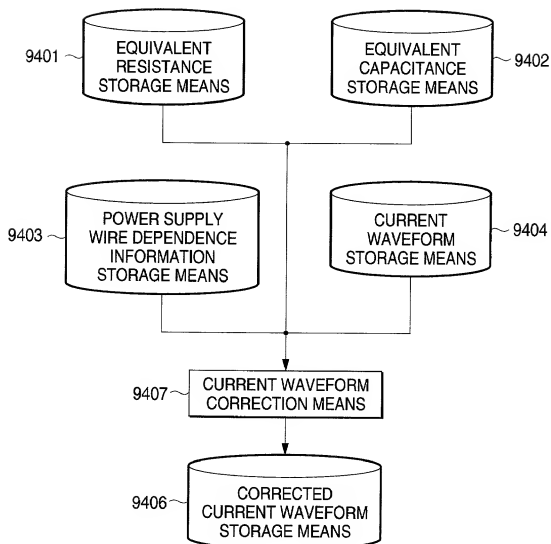 9401
EQUIVALENT
RESISTANCE
STORAGE MEANS
EQUIVALENT
CAPACITANCE
STORAGE MEANS
9402
9403
POWER SUPPLY
WIRE DEPENDENCE
INFORMATION
STORAGE MEANS
CURRENT
WAVEFORM
STORAGE MEANS
9404
9407
CURRENT WAVEFORM
CORRECTION MEANS
9406
CORRECTED
CURRENT WAVEFORM
STORAGE MEANS